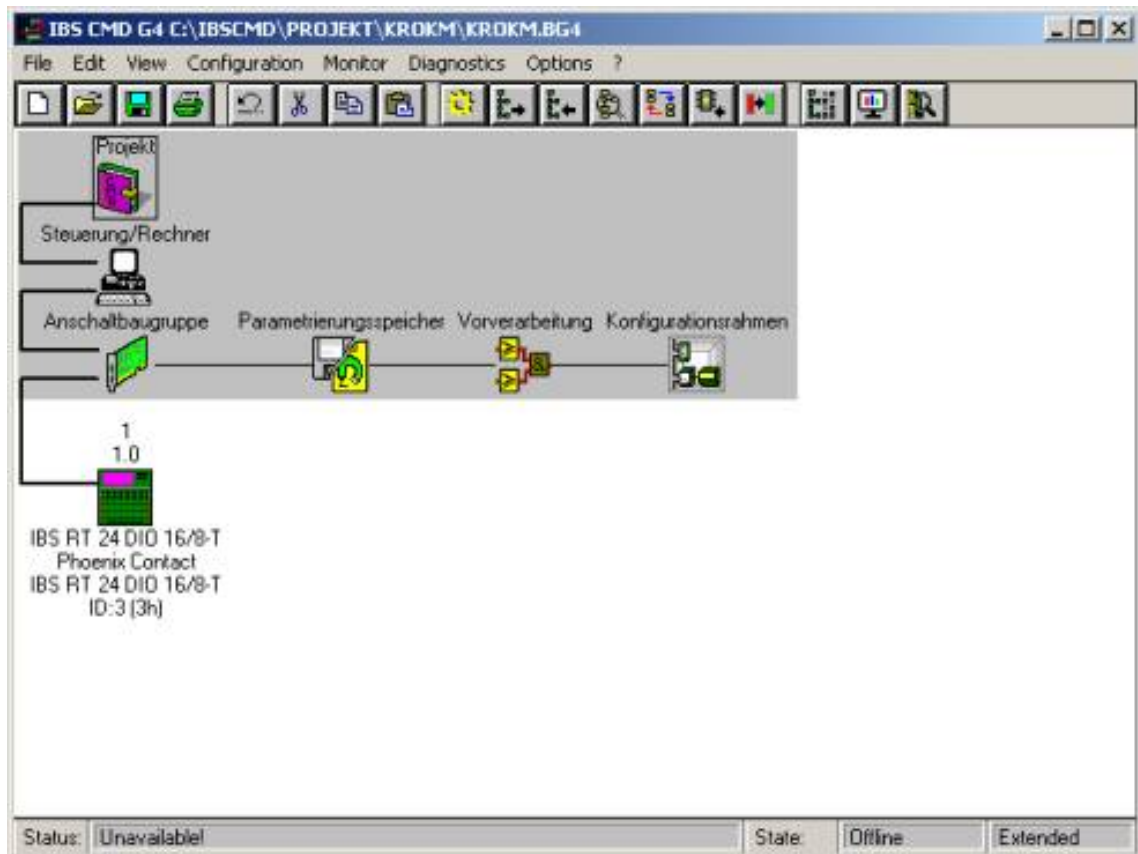 IBS CMD G4 C:\IBSCMD\PROJEKT\KROKM\KROKM.BG4
File Edit View Configuration Monitor Diagnostics Options ?
Projekt
Steuerung/Rechner
Anschaltbaugruppe Parametrierungsspeicher Vorverarbeitung Konfigurationsrahmen
1
1.0
IBS RT 24 DIO 16/8-T
Phoenix Contact
IBS RT 24 DIO 16/8-T
ID:3 (3h)
Status: Unavailable! State: Offline Extended